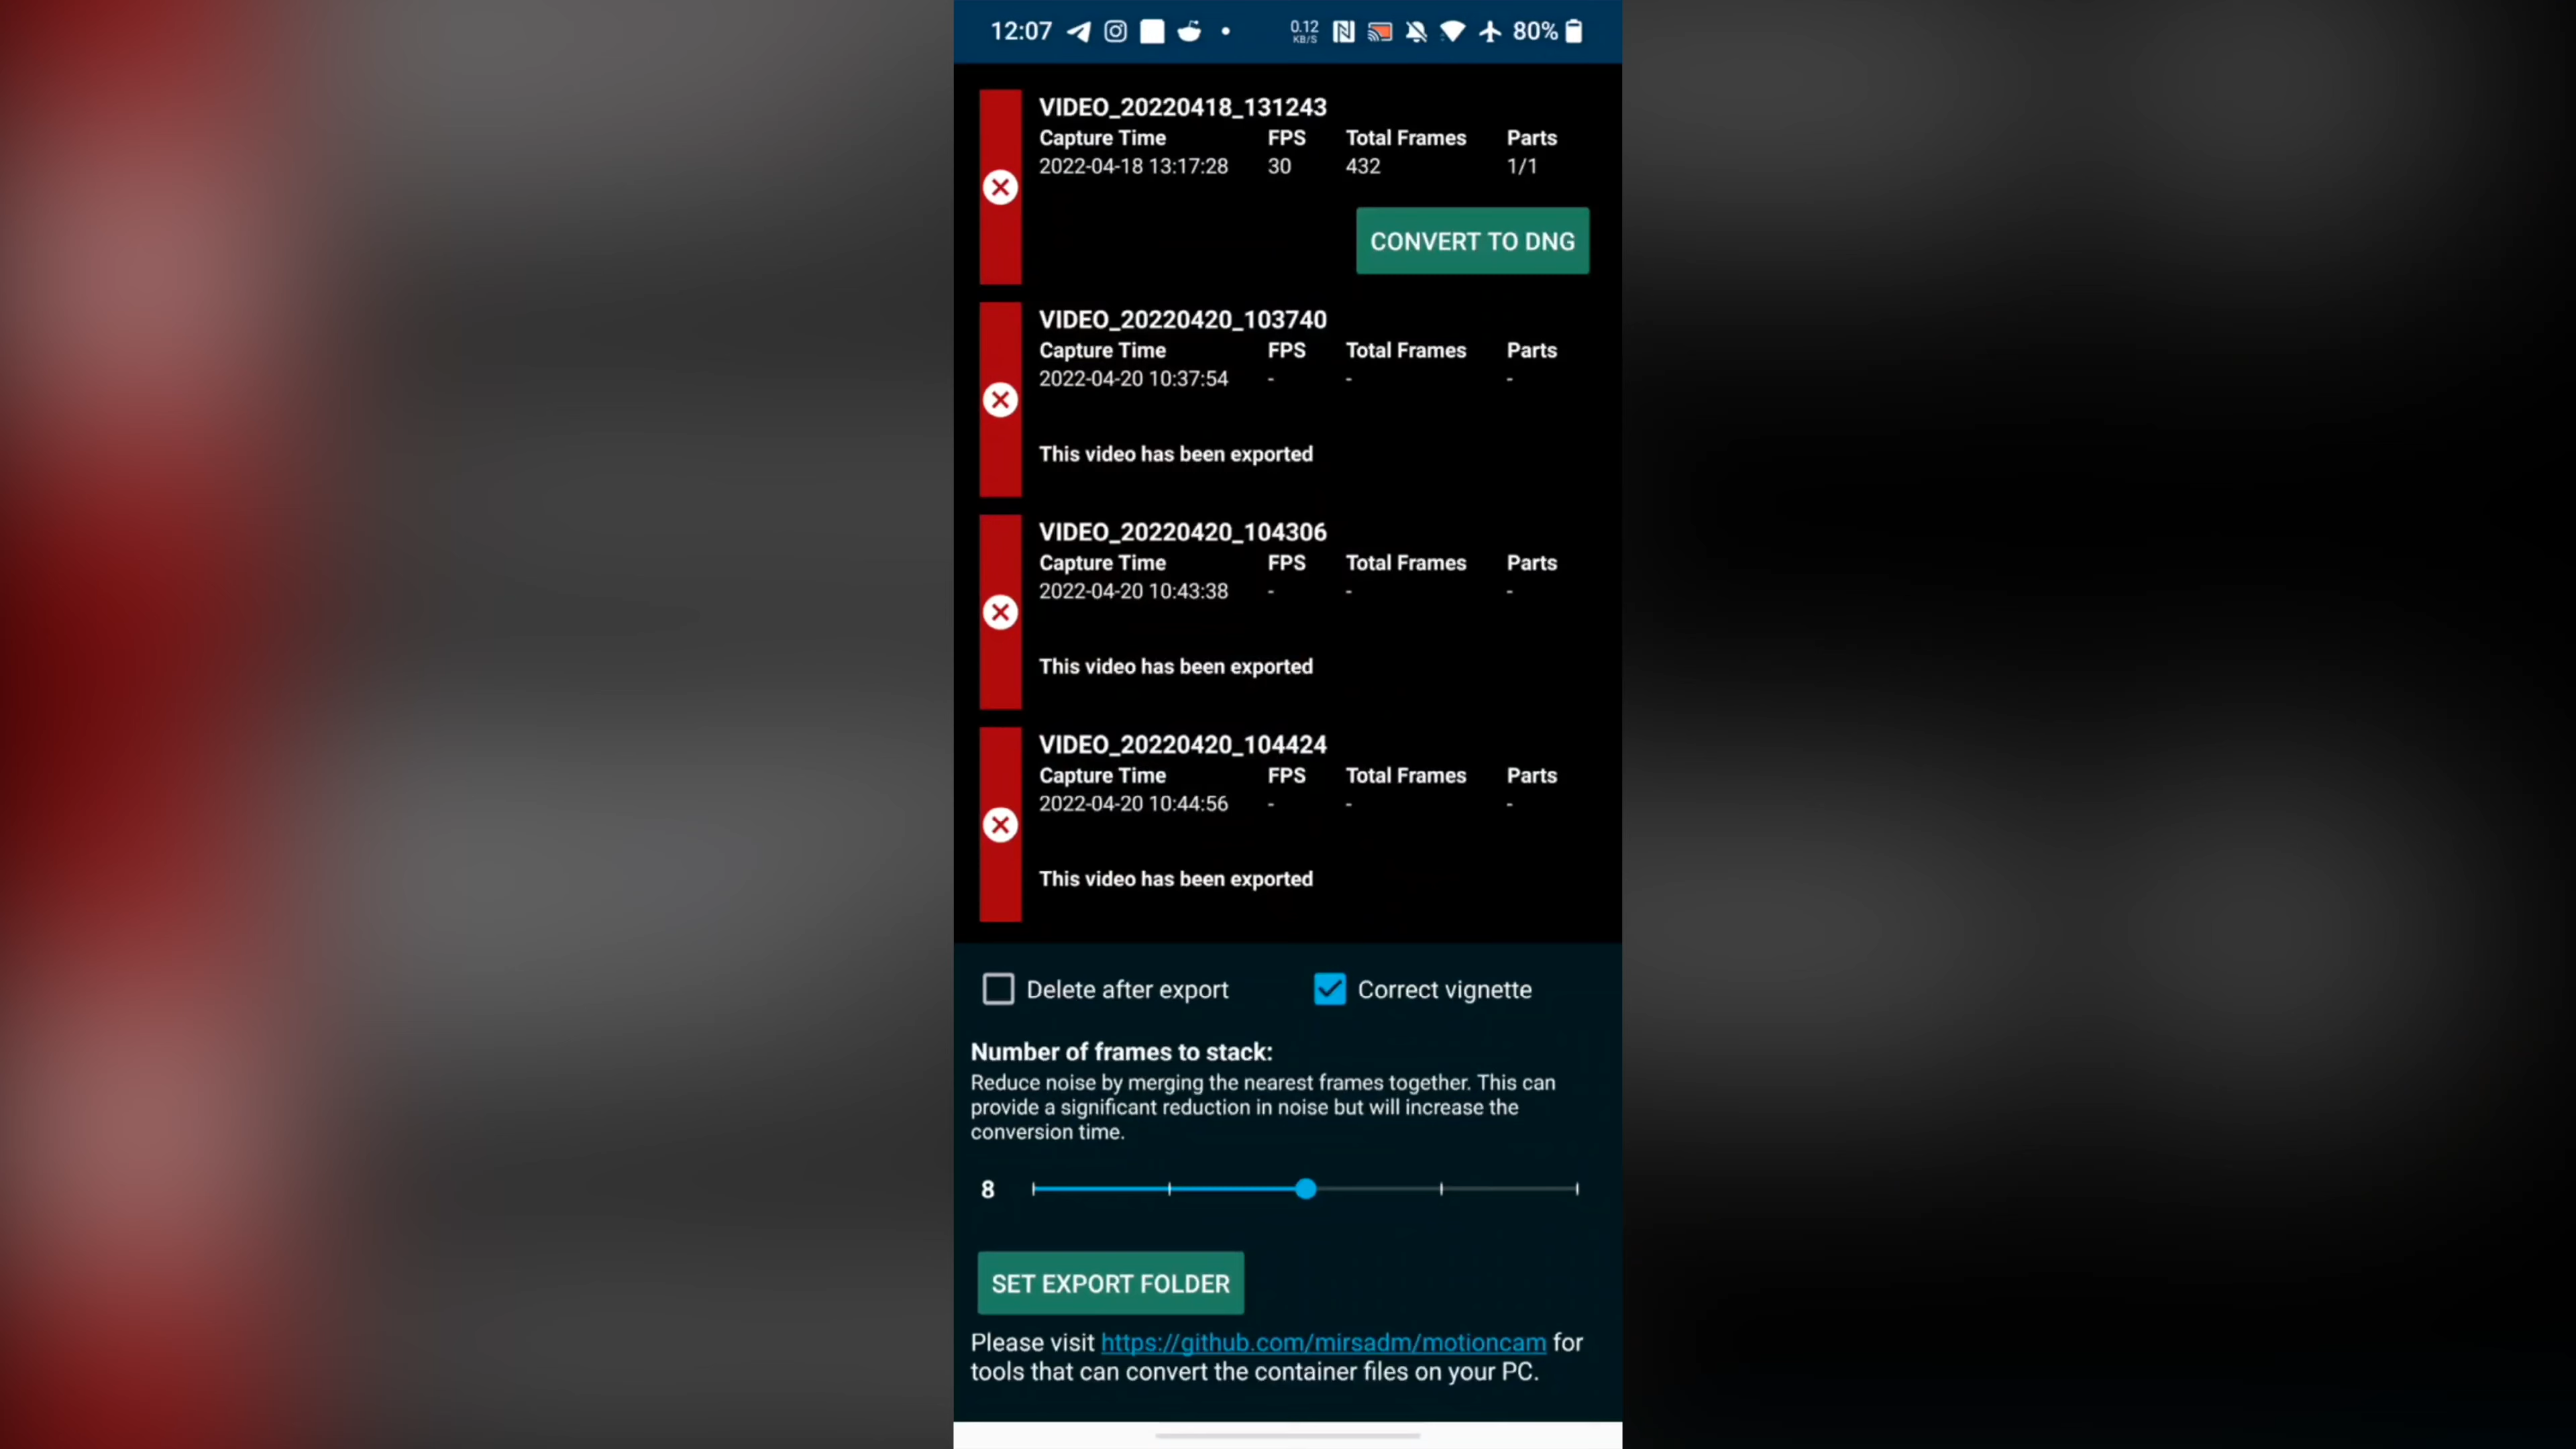 12:07 0.12 KB/S 80%
VIDEO_20220418_131243
Capture Time FPS Total Frames Parts
2022-04-18 13:17:28 30 432 1/1
CONVERT TO DNG
VIDEO_20220420_103740
Capture Time FPS Total Frames Parts
2022-04-20 10:37:54 - - -
This video has been exported
VIDEO_20220420_104306
Capture Time FPS Total Frames Parts
2022-04-20 10:43:38 - - -
This video has been exported
VIDEO_20220420_104424
Capture Time FPS Total Frames Parts
2022-04-20 10:44:56 - - -
This video has been exported
Delete after export Correct vignette
Number of frames to stack:
Reduce noise by merging the nearest frames together. This can
provide a significant reduction in noise but will increase the
conversion time.
8
SET EXPORT FOLDER
Please visit https://github.com/mirsadm/motioncam for
tools that can convert the container files on your PC.